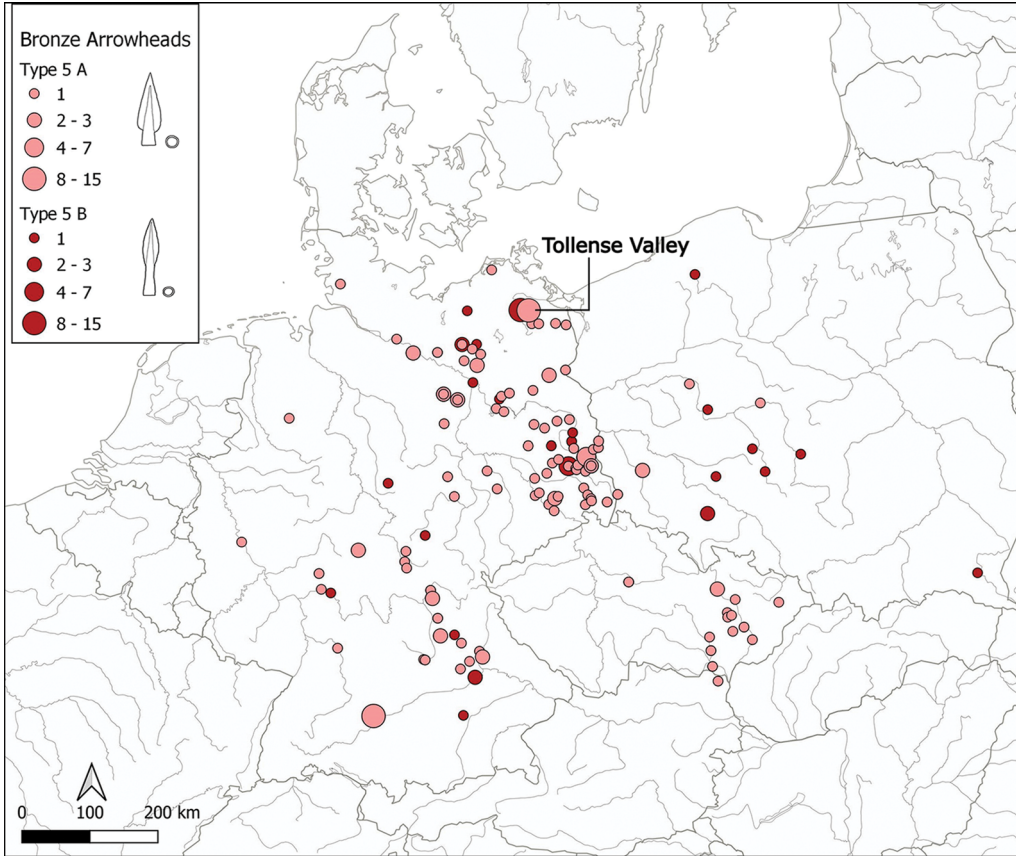 Bronze Arrowheads
Type 5 A
1
2 - 3
4 - 7
8 - 15
Type 5 B
1
2 - 3
4 - 7
8 - 15
Tollense Valley
0 100 200 km